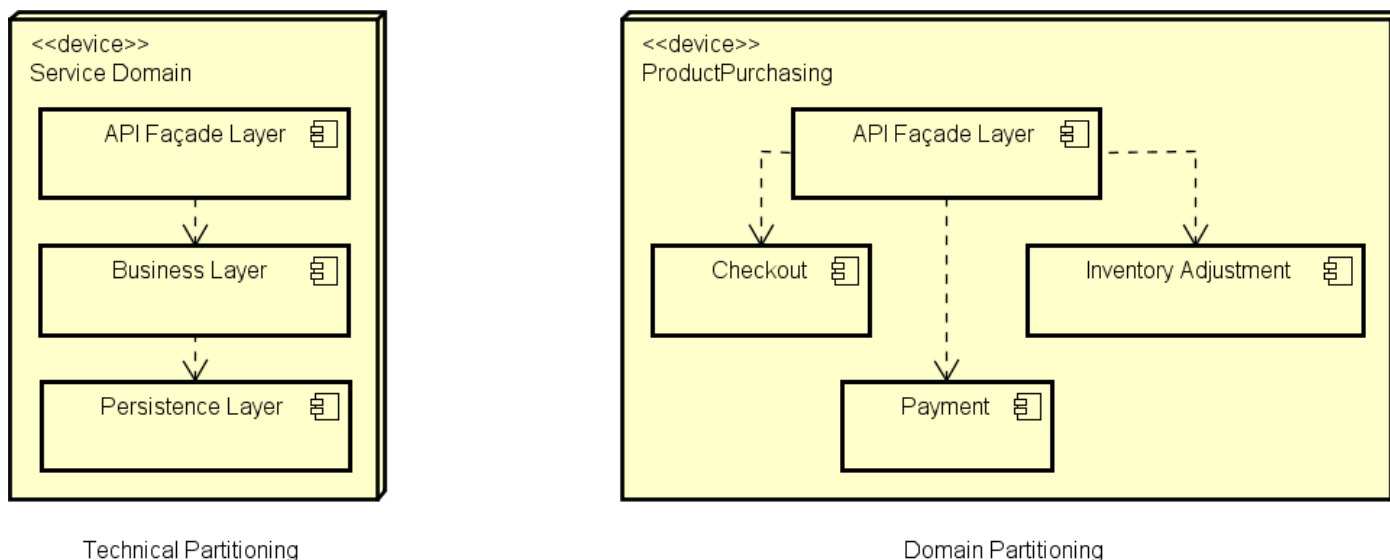 <<device>>
Service Domain
API Façade Layer
Business Layer
Persistence Layer
Technical Partitioning
<<device>>
ProductPurchasing
API Façade Layer
Checkout
Inventory Adjustment
Payment
Domain Partitioning